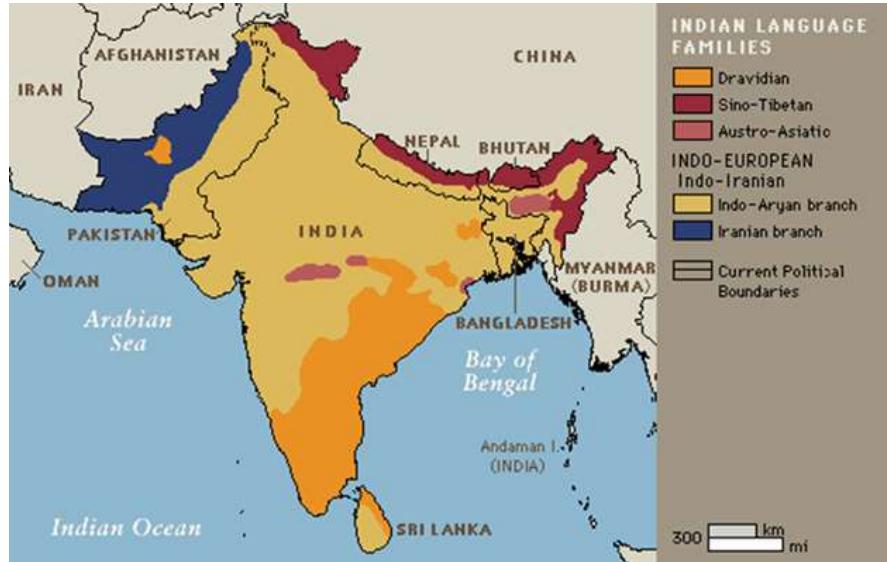 AFGHANISTAN
IRAN
CHINA
NEPAL
BHUTAN
PAKISTAN
INDIA
OMAN
MYANMAR
(BURMA)
BANGLADESH
Arabian
Sea
Bay of
Bengal
Andaman I.
(INDIA)
Indian Ocean
SRI LANKA
INDIAN LANGUAGE
FAMILIES
Dravidian
Sino-Tibetan
Austro-Asiatic
INDO-EUROPEAN
Indo-Iranian
Indo-Aryan branch
Iranian branch
Current Political
Boundaries
300 km
mi